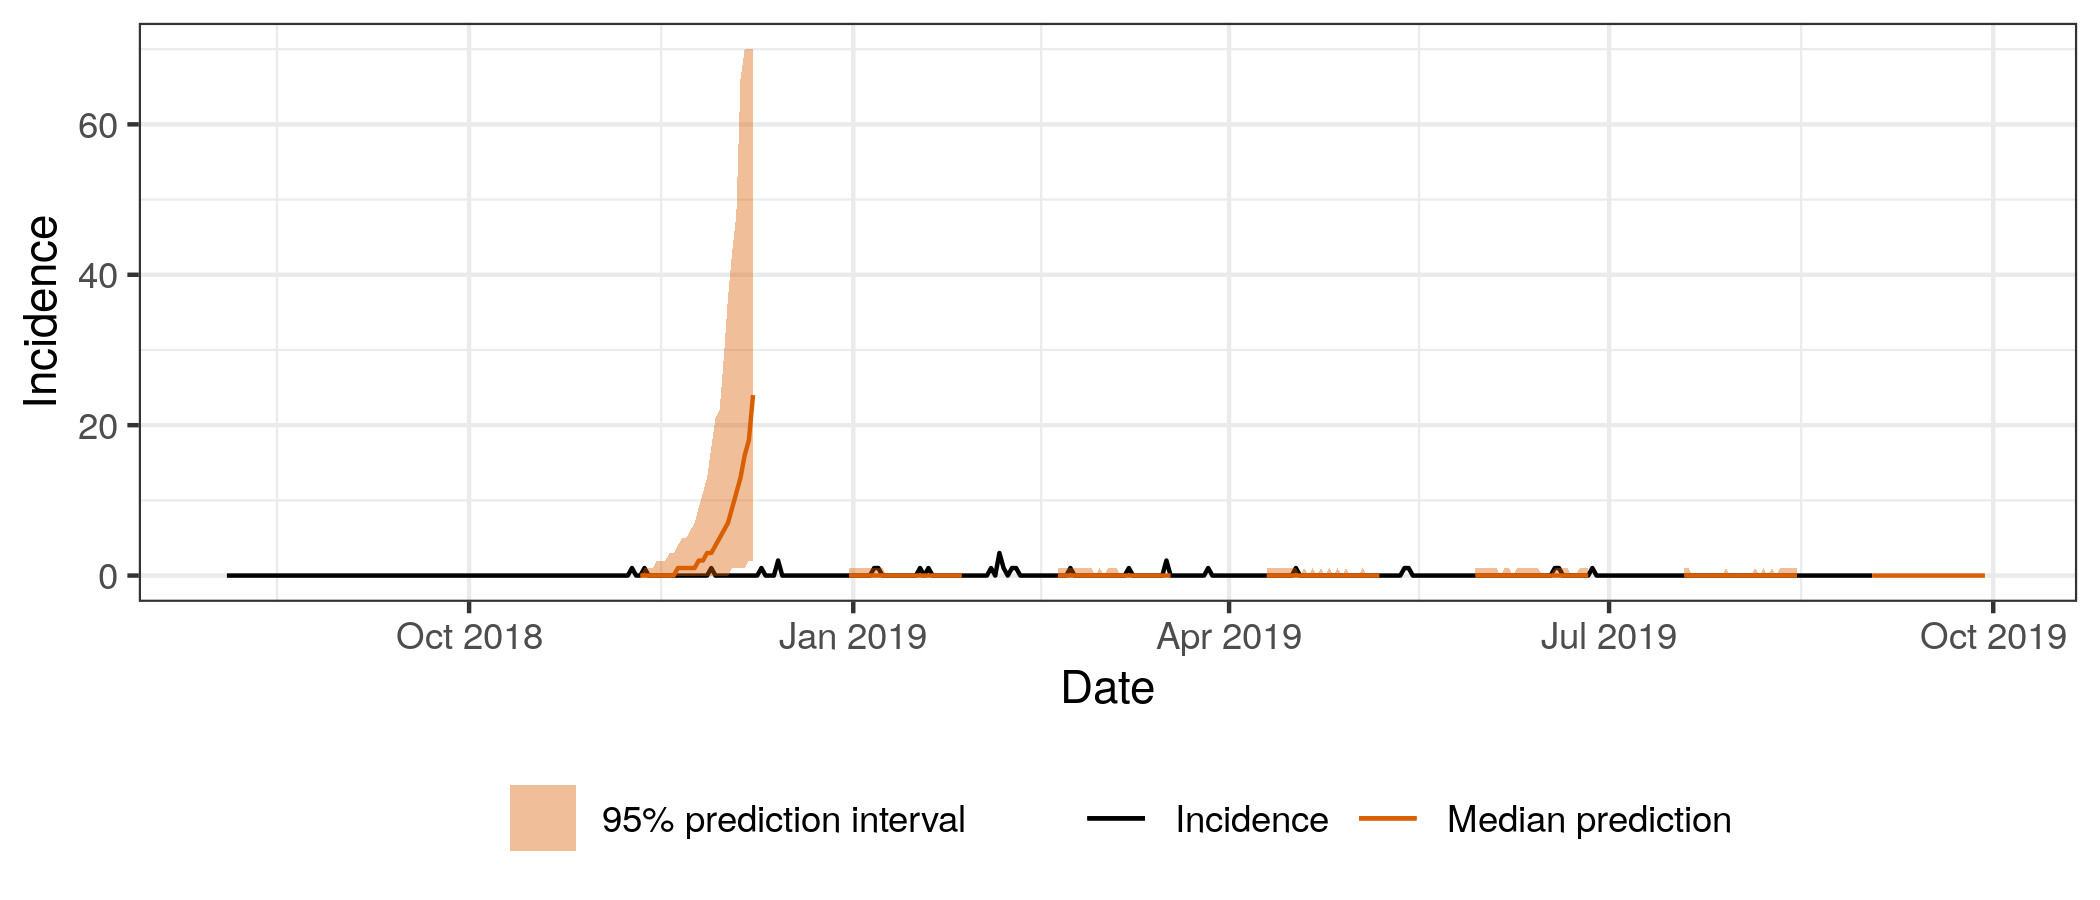 Incidence
60
40
20
0
Oct 2018
Jan 2019
Apr 2019
Jul 2019
Oct 2019
Date
95% prediction interval
Incidence
Median prediction